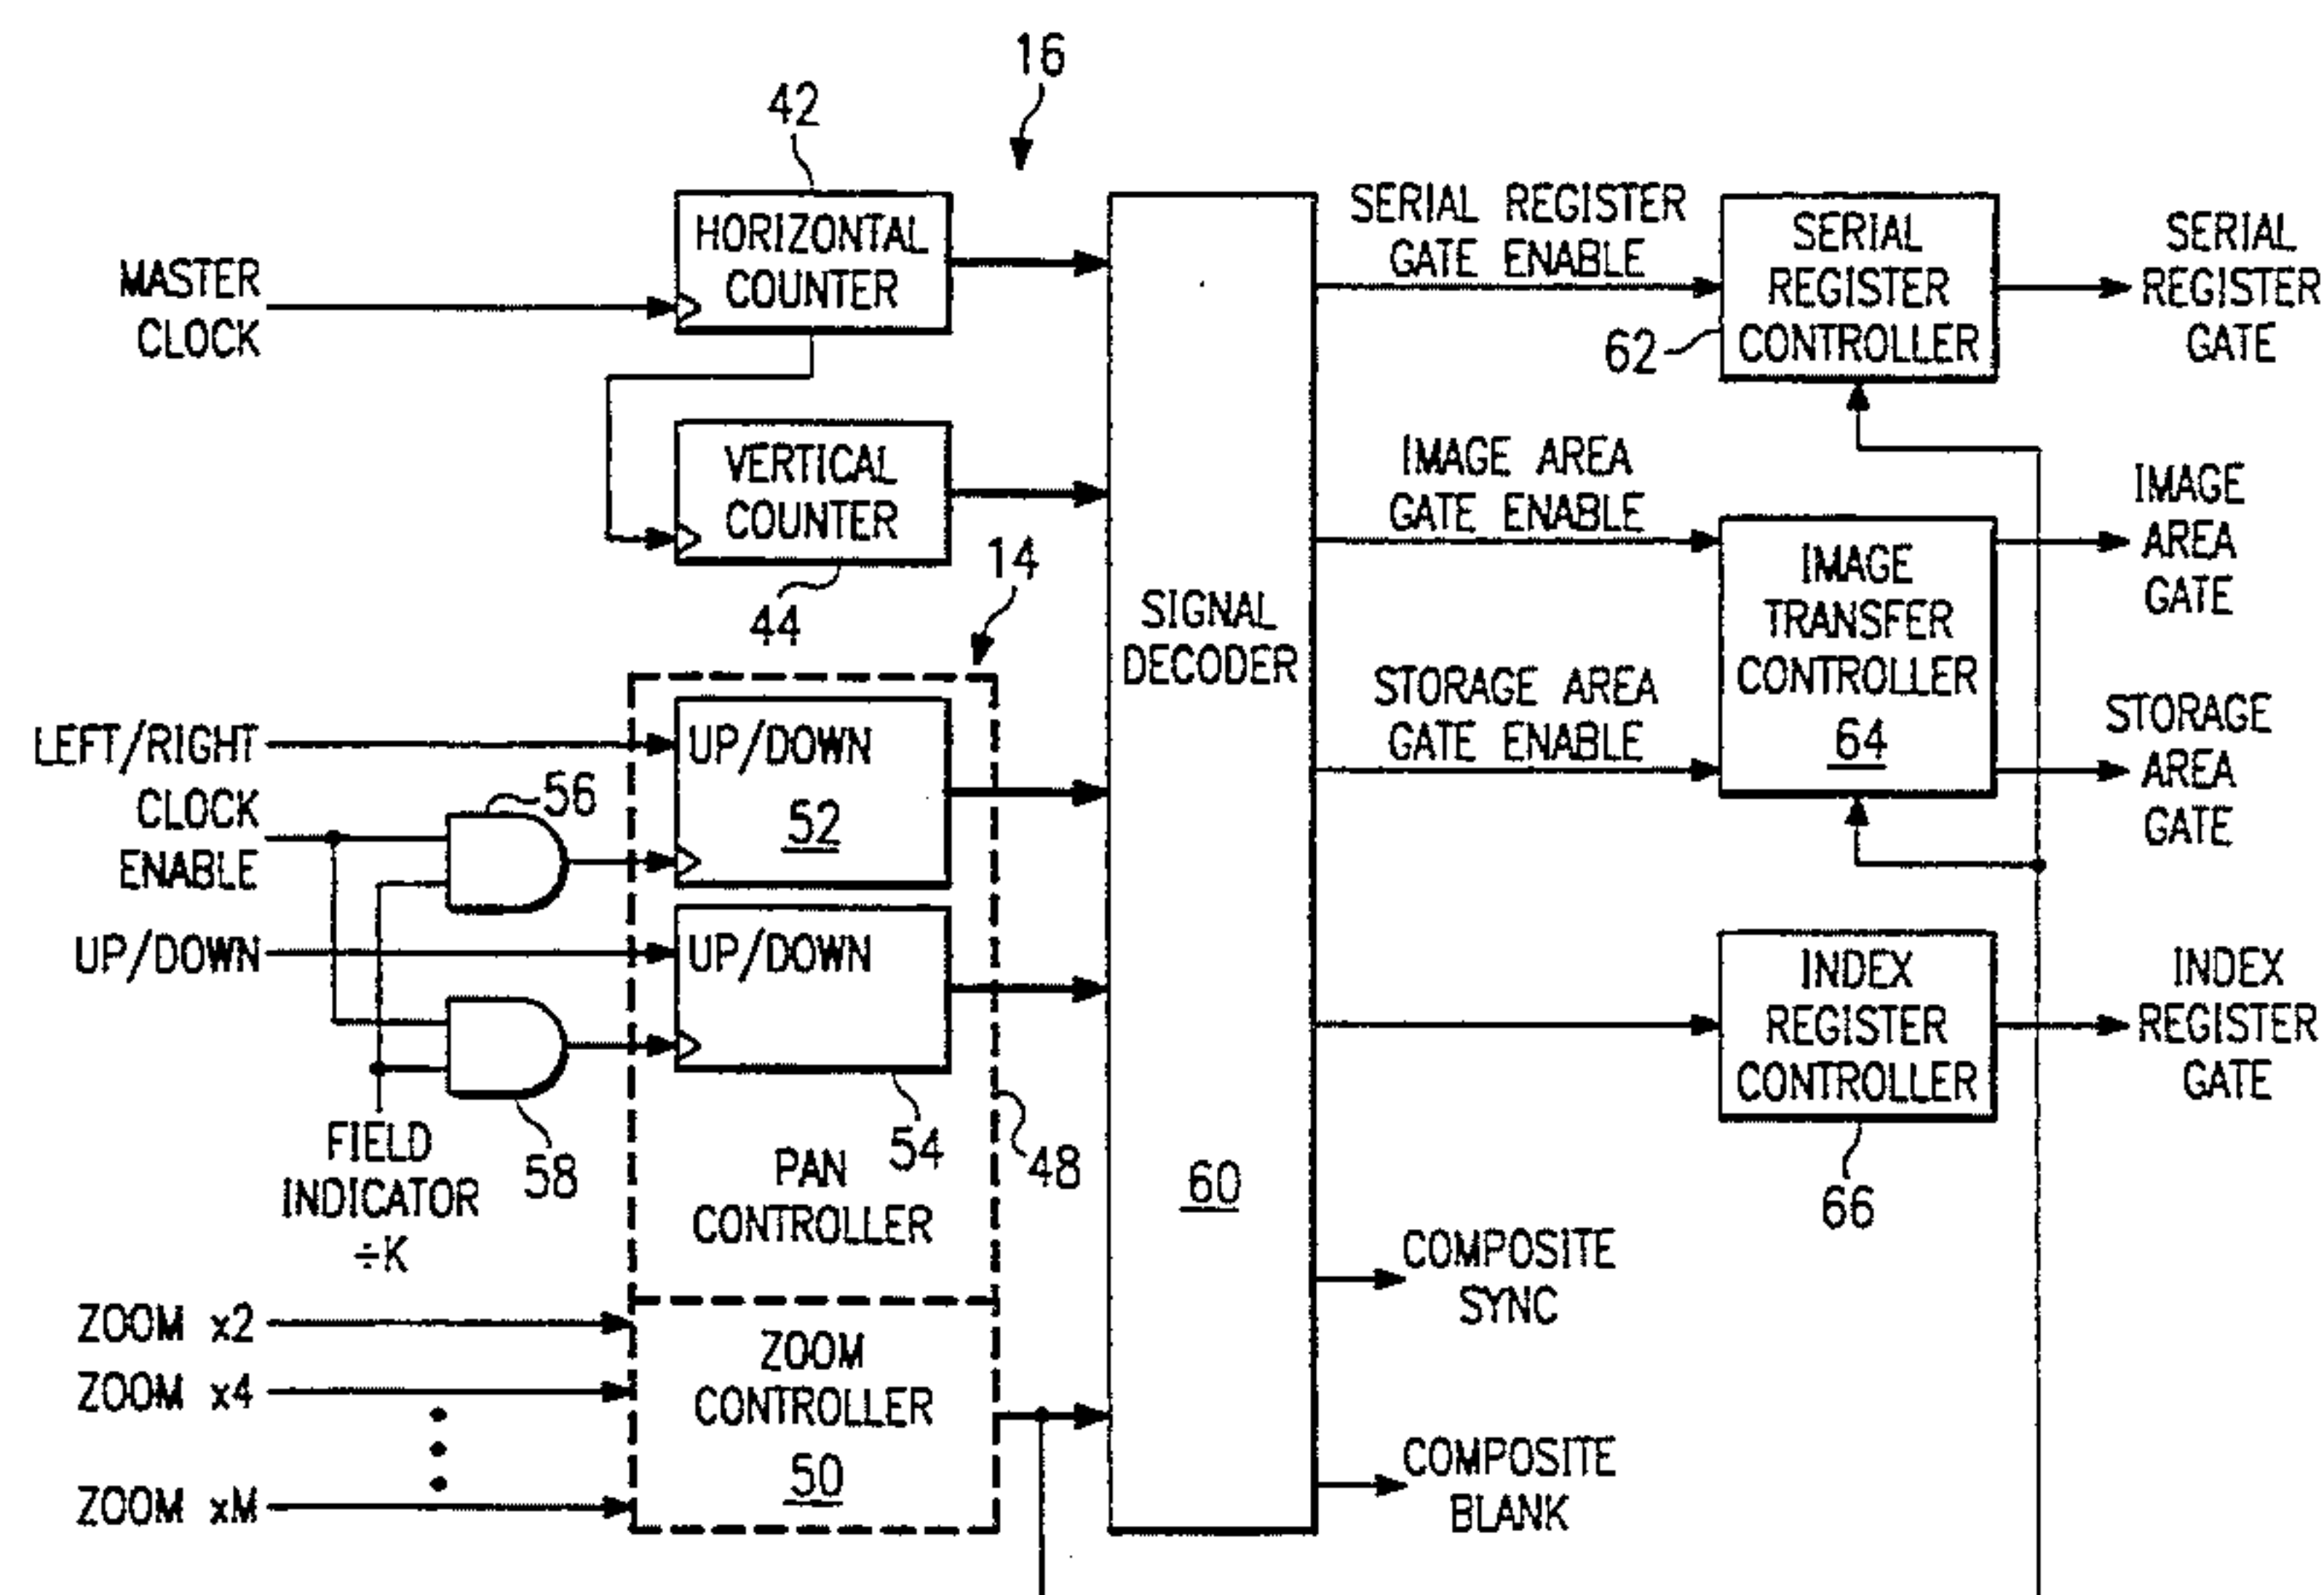 16
42
HORIZONTAL
COUNTER
MASTER
CLOCK
VERTICAL
COUNTER
44
14
LEFT/RIGHT
CLOCK
ENABLE
56
UP/DOWN
52
UP/DOWN
UP/DOWN
54
58
FIELD
INDICATOR
÷K
PAN
CONTROLLER
48
ZOOM x2
ZOOM x4
ZOOM xM
ZOOM
CONTROLLER
50
SIGNAL
DECODER
60
SERIAL REGISTER
GATE ENABLE
SERIAL
REGISTER
CONTROLLER
62
SERIAL
REGISTER
GATE
IMAGE AREA
GATE ENABLE
STORAGE AREA
GATE ENABLE
IMAGE
TRANSFER
CONTROLLER
64
IMAGE
AREA
GATE
STORAGE
AREA
GATE
INDEX
REGISTER
CONTROLLER
66
INDEX
REGISTER
GATE
COMPOSITE
SYNC
COMPOSITE
BLANK